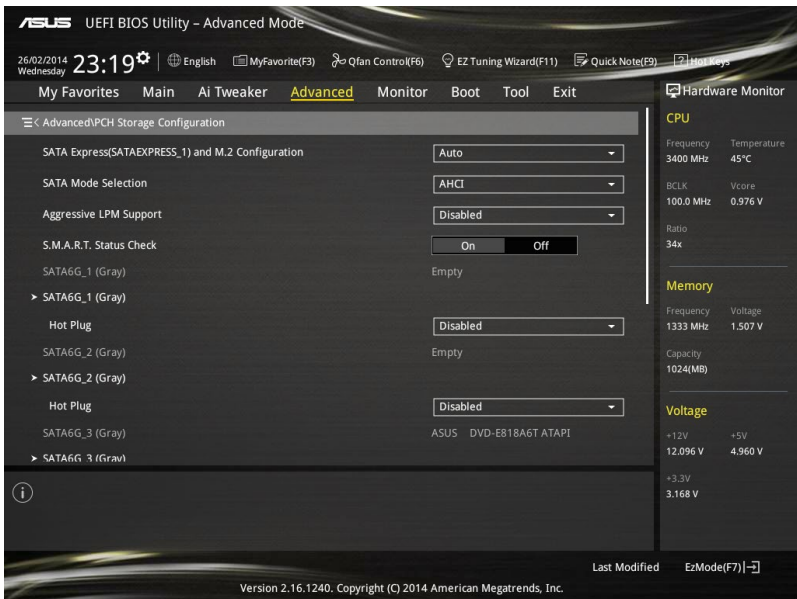 ASUS UEFI BIOS Utility – Advanced Mode
26/02/2014
Wednesday
23:19
English
MyFavorite(F3)
Qfan Control(F6)
EZ Tuning Wizard(F11)
Quick Note(F9)
? Hot Keys
My Favorites Main Ai Tweaker Advanced Monitor Boot Tool Exit
Advanced\PCH Storage Configuration
SATA Express(SATAEXPRESS_1) and M.2 Configuration Auto
SATA Mode Selection AHCI
Aggressive LPM Support Disabled
S.M.A.R.T. Status Check On Off
SATA6G_1 (Gray) Empty
SATA6G_1 (Gray)
Hot Plug Disabled
SATA6G_2 (Gray) Empty
SATA6G_2 (Gray)
Hot Plug Disabled
SATA6G_3 (Gray) ASUS DVD-E818A6T ATAPI
SATA6G_3 (Gray)
Hardware Monitor
CPU
Frequency Temperature
3400 MHz 45°C
BCLK Vcore
100.0 MHz 0.976 V
Ratio
34x
Memory
Frequency Voltage
1333 MHz 1.507 V
Capacity
1024(MB)
Voltage
+12V +5V
12.096 V 4.960 V
+3.3V
3.168 V
Last Modified
EzMode(F7)
Version 2.16.1240. Copyright (C) 2014 American Megatrends, Inc.